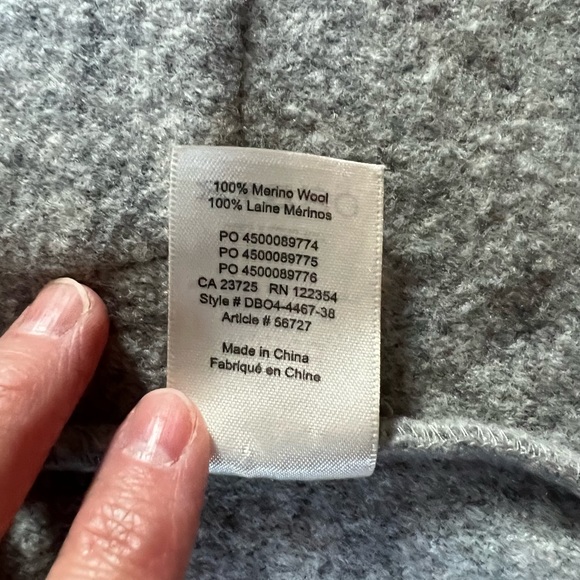 100% Merino Wool
100% Laine Mérinos
PO 4500089774
PO 4500089775
PO 4500089776
CA 23725 RN 122354
Style # DBO4-4467-38
Article # 56727
Made in China
Fabriqué en Chine